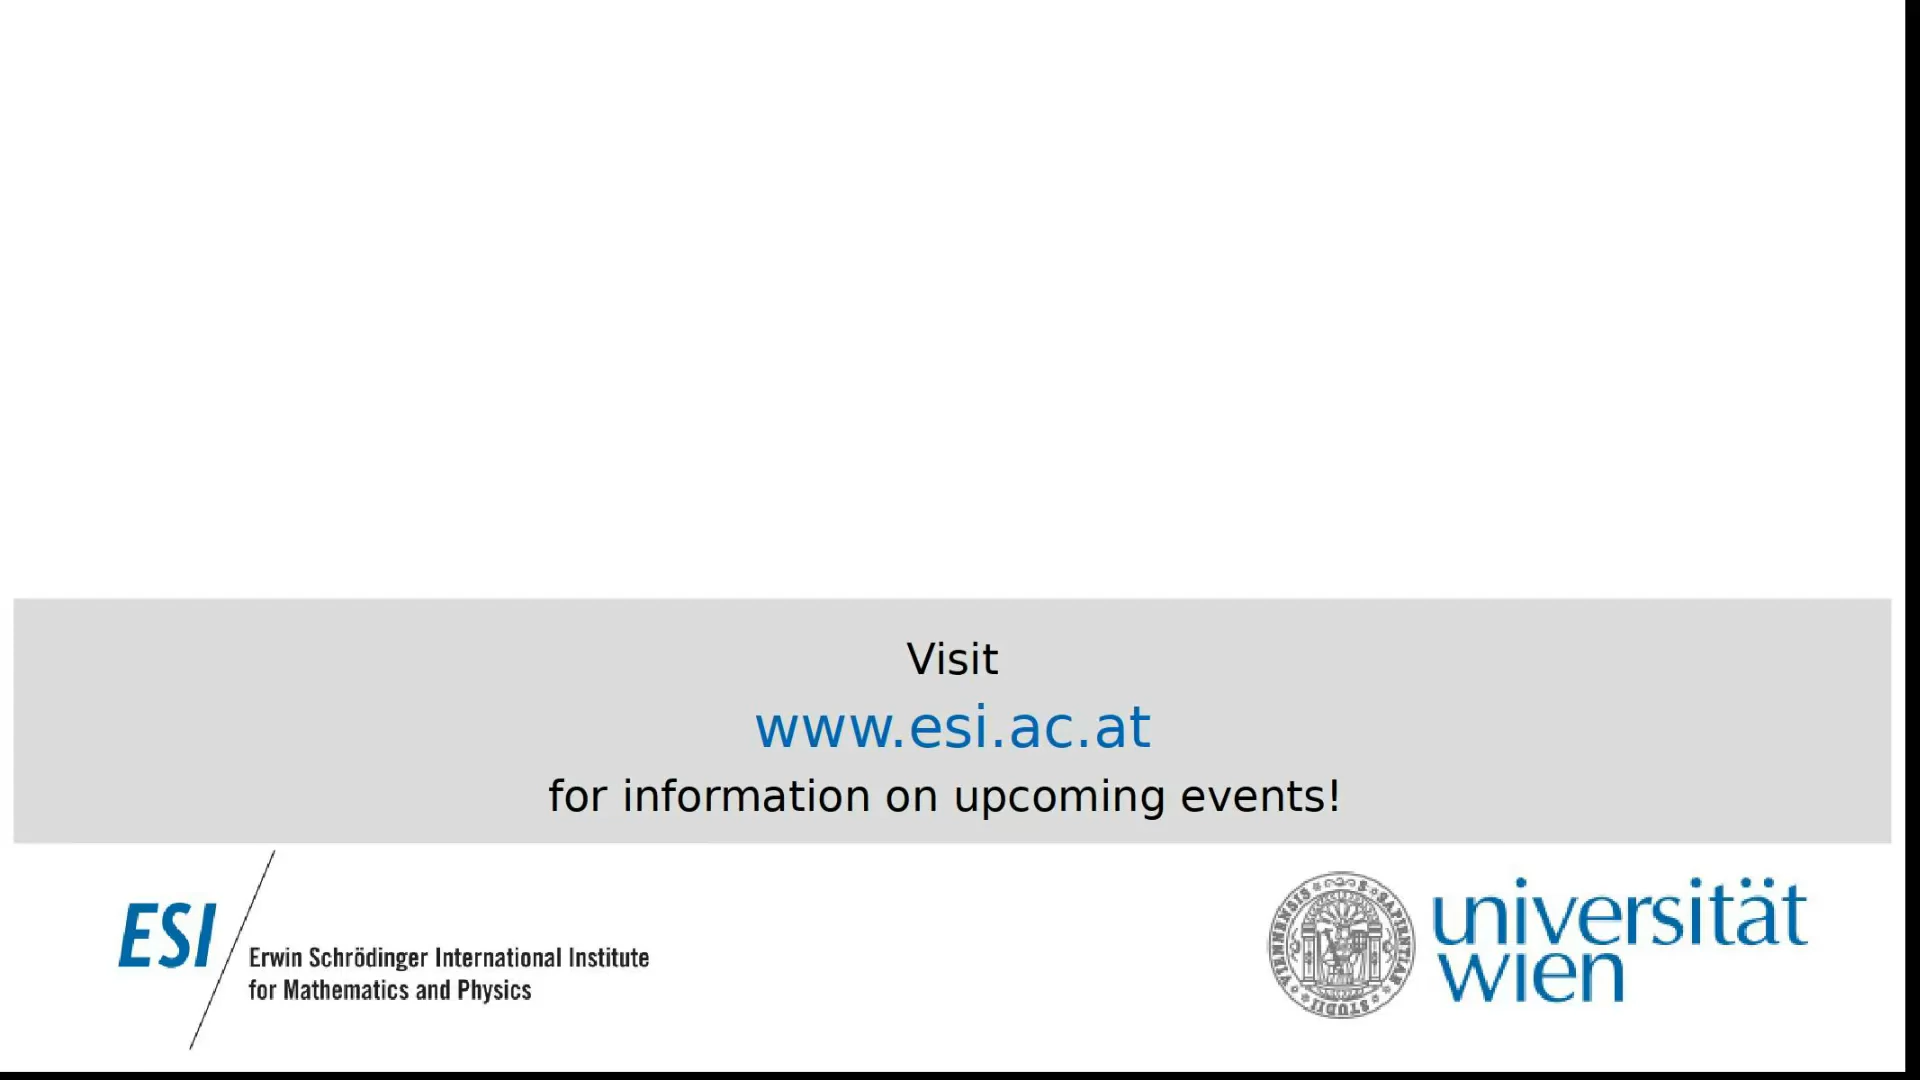 Visit
www.esi.ac.at
for information on upcoming events!
ESI
Erwin Schrödinger International Institute
for Mathematics and Physics
universität
wien